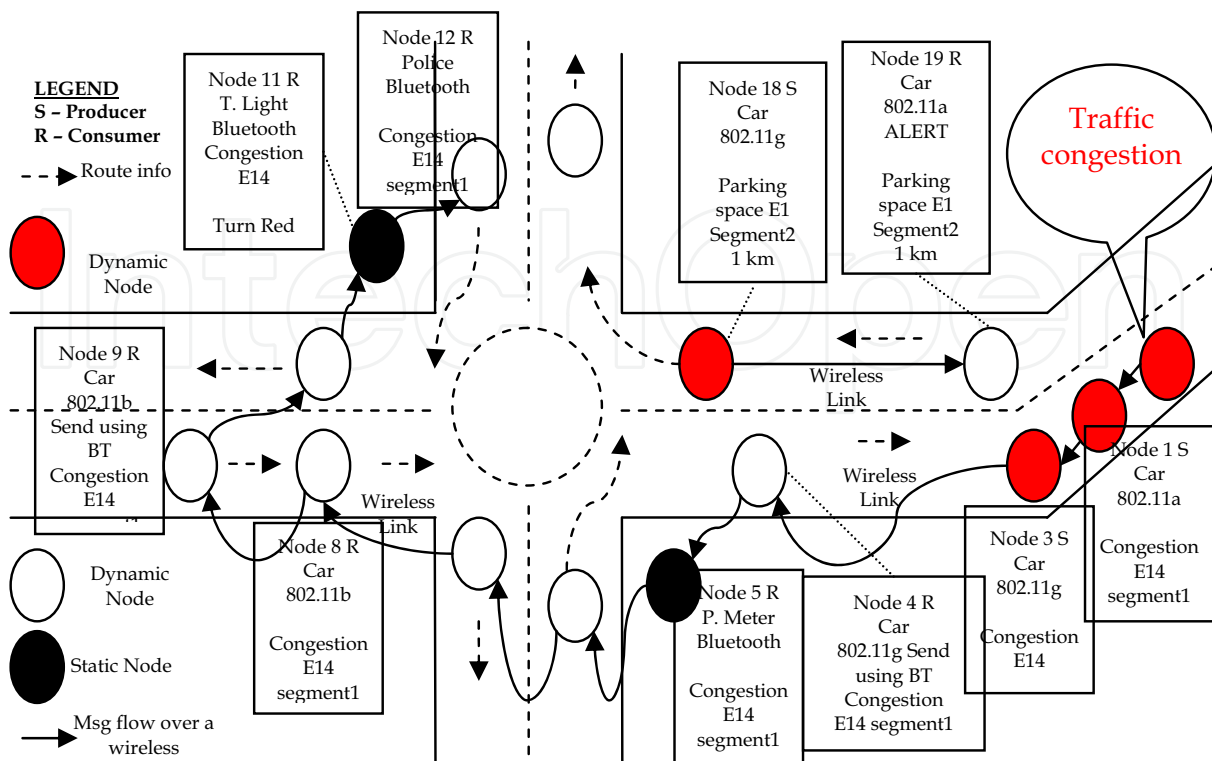 LEGEND
S – Producer
R – Consumer
Route info
Dynamic
Node
Node 11 R
T. Light
Bluetooth
Congestion
E14
Turn Red
Node 12 R
Police
Bluetooth
Congestion
E14
segment1
Node 18 S
Car
802.11g
Parking
space E1
Segment2
1 km
Node 19 R
Car
802.11a
ALERT
Parking
space E1
Segment2
1 km
Traffic
congestion
IntechOpen
Node 9 R
Car
802.11b
Send using
BT
Congestion
E14
Wireless
Link
Wireless
Link
Wireless
Link
Dynamic
Node
Static Node
Msg flow over a
wireless
Node 8 R
Car
802.11b
Congestion
E14
segment1
Node 5 R
P. Meter
Bluetooth
Congestion
E14
segment1
Node 4 R
Car
802.11g Send
using BT
Congestion
E14 segment1
Node 3 S
Car
802.11g
Congestion
E14
Node 1 S
Car
802.11a
Congestion
E14
segment1